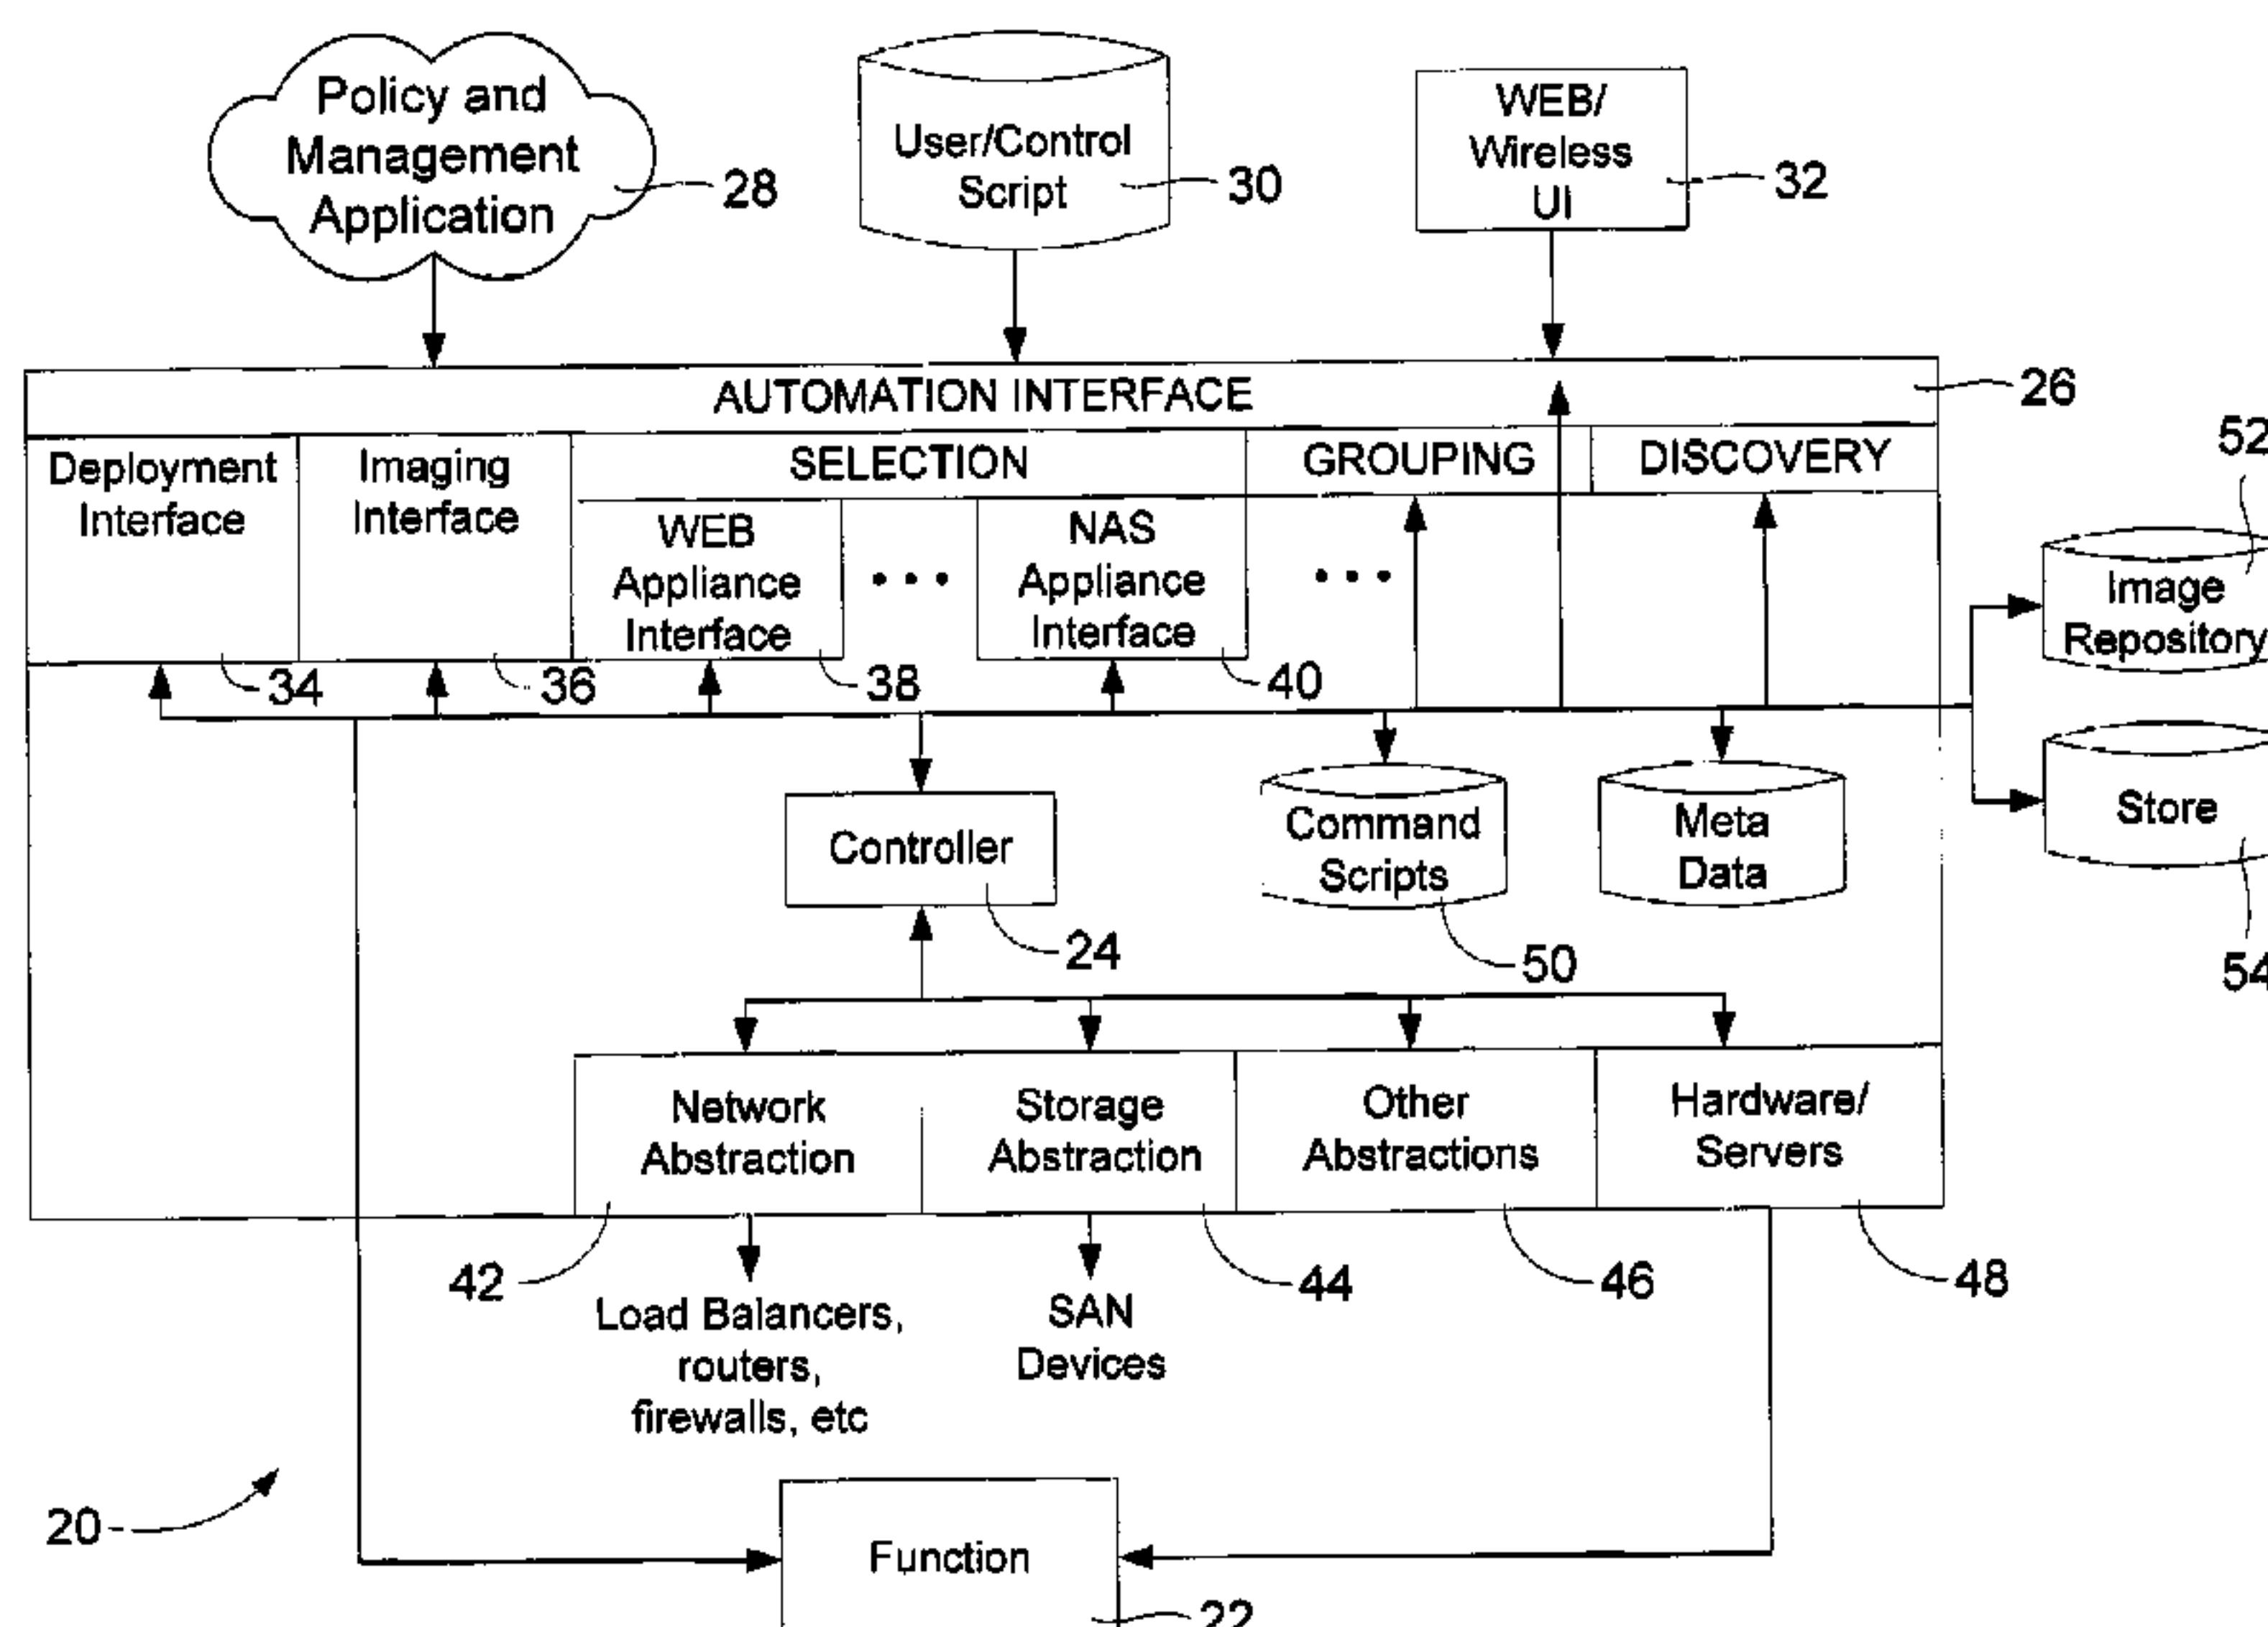 Policy and
Management
Application
28
User/Control
Script
30
WEB/
Wireless
UI
32
AUTOMATION INTERFACE
26
Deployment
Interface
34
Imaging
Interface
36
SELECTION
GROUPING
DISCOVERY
WEB
Appliance
Interface
38
• • •
NAS
Appliance
Interface
40
• • •
52
Image
Repository
Store
54
Controller
24
Command
Scripts
50
Meta
Data
Network
Abstraction
42
Storage
Abstraction
44
Other
Abstractions
46
Hardware/
Servers
48
Load Balancers,
routers,
firewalls, etc
SAN
Devices
20
Function
22